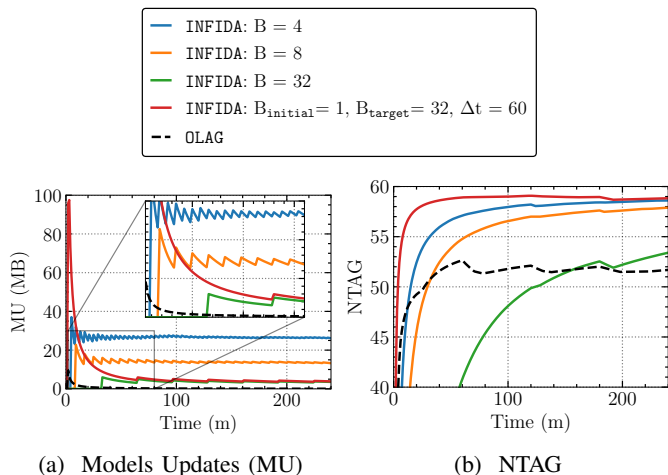 INFIDA: B = 4
INFIDA: B = 8
INFIDA: B = 32
INFIDA: B_initial = 1, B_target = 32, Δt = 60
OLAG
100
80
60
40
20
0
MU (MB)
0 100 200
Time (m)
(a) Models Updates (MU)
60
55
50
45
40
NTAG
0 100 200
Time (m)
(b) NTAG